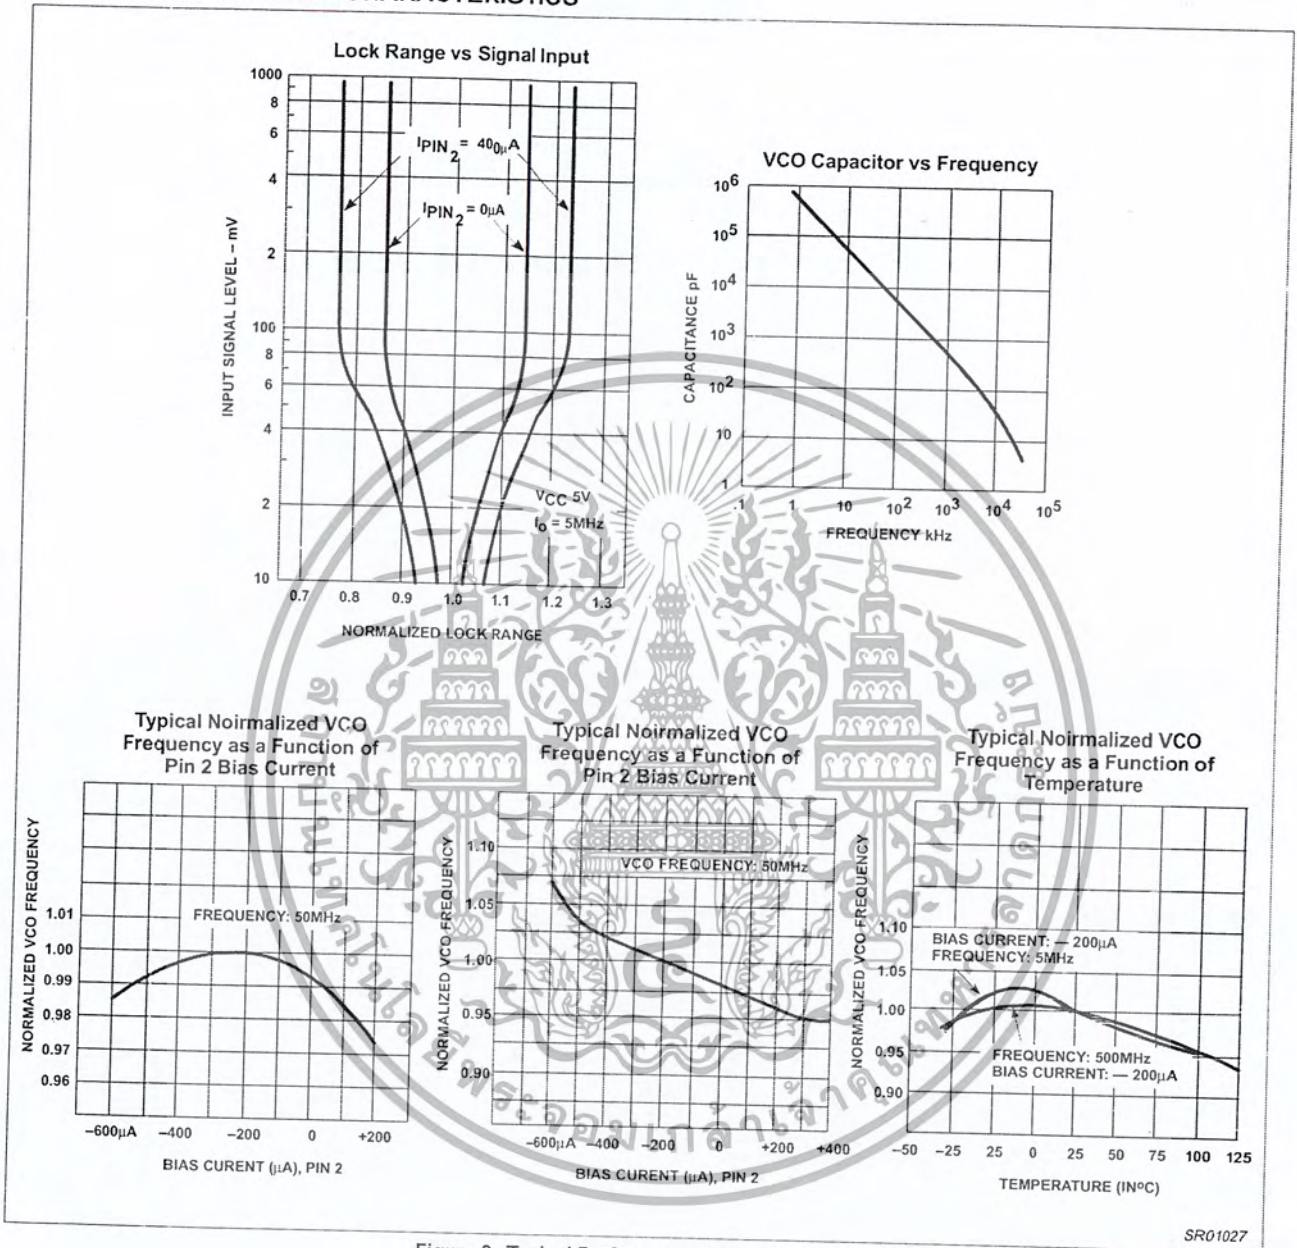 CHARACTERISTICS
Lock Range vs Signal Input
1000
8
6
4
2
100
8
6
4
2
10
INPUT SIGNAL LEVEL – mV
IPIN2 = 400µA
IPIN2 = 0µA
VCC 5V
fO = 5MHz
0.7 0.8 0.9 1.0 1.1 1.2 1.3
NORMALIZED LOCK RANGE
VCO Capacitor vs Frequency
10^6
10^5
10^4
10^3
10^2
10
1
CAPACITANCE pF
.1 1 10 10^2 10^3 10^4 10^5
FREQUENCY kHz
Typical Noirmalized VCO
Frequency as a Function of
Pin 2 Bias Current
NORMALIZED VCO FREQUENCY
FREQUENCY: 50MHz
1.01
1.00
0.99
0.98
0.97
0.96
–600µA –400 –200 0 +200
BIAS CURENT (µA), PIN 2
Typical Noirmalized VCO
Frequency as a Function of
Pin 2 Bias Current
NORMALIZED VCO FREQUENCY
VCO FREQUENCY: 50MHz
1.10
1.05
1.00
0.95
0.90
–600µA –400 –200 0 +200 +400
BIAS CURENT (µA), PIN 2
Typical Noirmalized VCO
Frequency as a Function of
Temperature
NORMALIZED VCO FREQUENCY
1.10
1.05
1.00
0.95
0.90
BIAS CURRENT: — 200µA
FREQUENCY: 5MHz
FREQUENCY: 500MHz
BIAS CURRENT: — 200µA
–50 –25 25 0 25 50 75 100 125
TEMPERATURE (IN°C)
SR01027